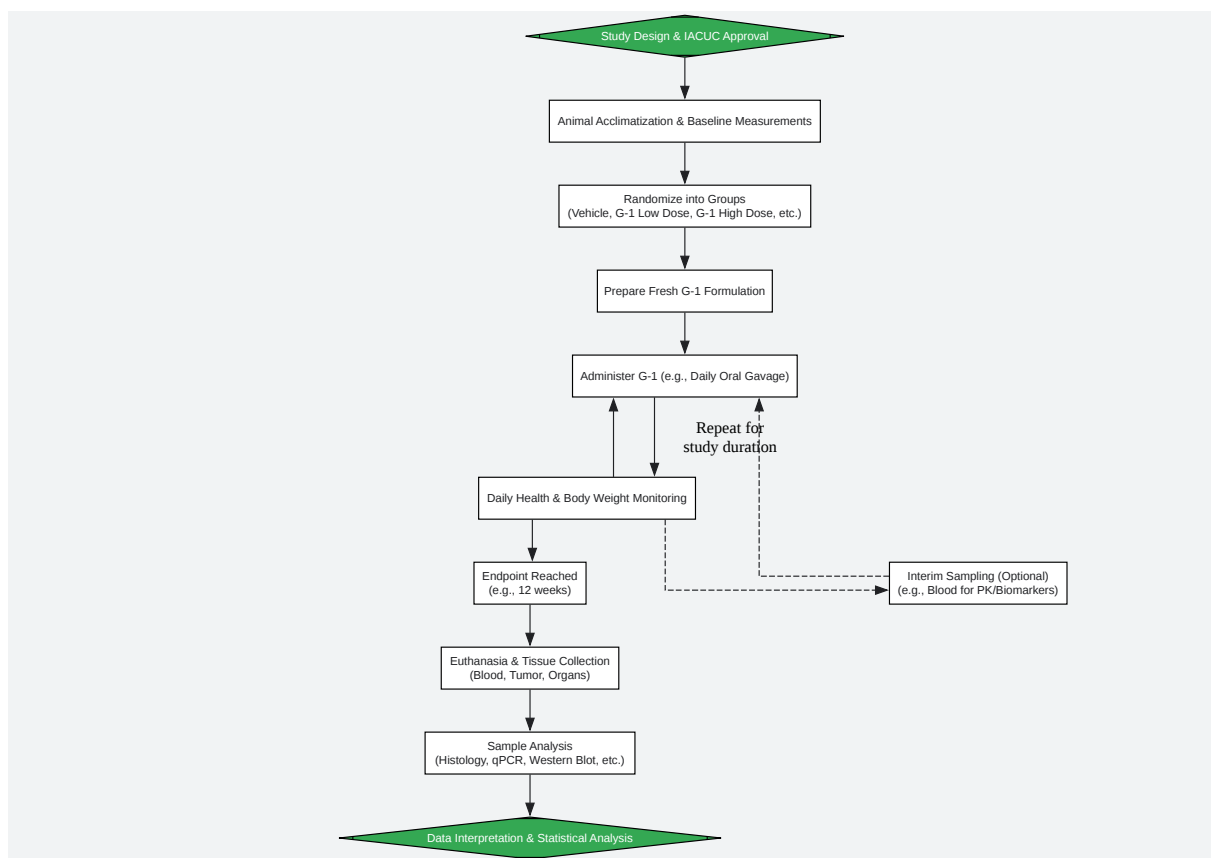 Study Design & IACUC Approval
Animal Acclimatization & Baseline Measurements
Randomize into Groups
(Vehicle, G-1 Low Dose, G-1 High Dose, etc.)
Prepare Fresh G-1 Formulation
Administer G-1 (e.g., Daily Oral Gavage)
Repeat for
study duration
Daily Health & Body Weight Monitoring
Endpoint Reached
(e.g., 12 weeks)
Interim Sampling (Optional)
(e.g., Blood for PK/Biomarkers)
Euthanasia & Tissue Collection
(Blood, Tumor, Organs)
Sample Analysis
(Histology, qPCR, Western Blot, etc.)
Data Interpretation & Statistical Analysis